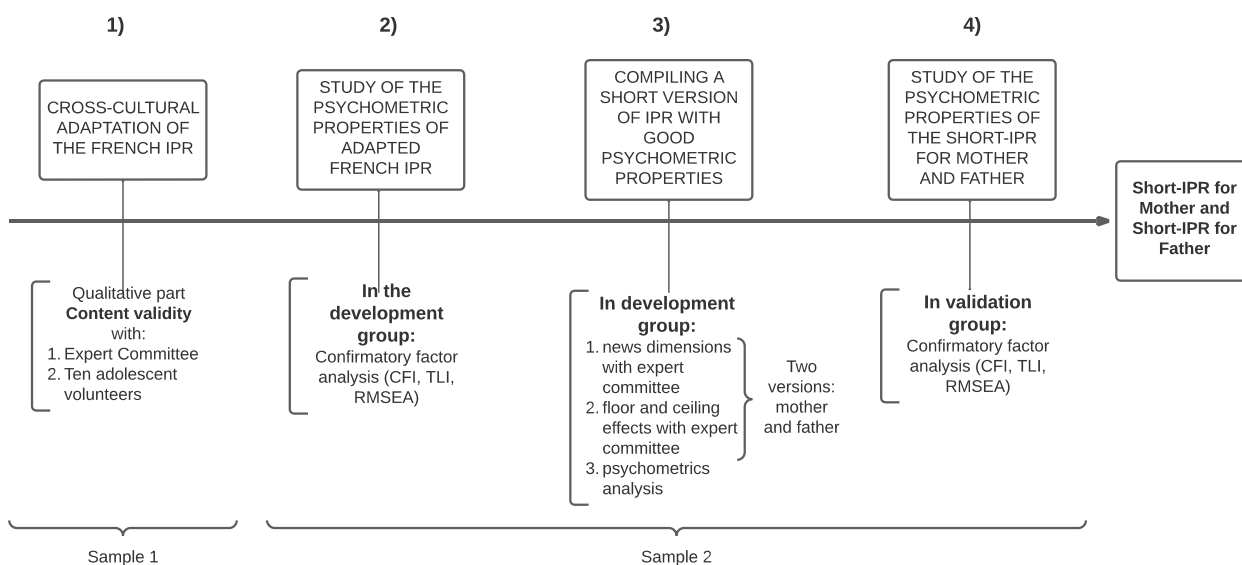 1)
2)
3)
4)
CROSS-CULTURAL
ADAPTATION OF
THE FRENCH IPR
STUDY OF THE
PSYCHOMETRIC
PROPERTIES OF
ADAPTED
FRENCH IPR
COMPILING A
SHORT VERSION
OF IPR WITH
GOOD
PSYCHOMETRIC
PROPERTIES
STUDY OF THE
PSYCHOMETRIC
PROPERTIES OF
THE SHORT-IPR
FOR MOTHER
AND FATHER
Short-IPR for
Mother and
Short-IPR for
Father
Qualitative part
Content validity
with:
1. Expert Committee
2. Ten adolescent
volunteers
In the
development
group:
Confirmatory factor
analysis (CFI, TLI,
RMSEA)
In development
group:
1. news dimensions
with expert
committee
2. floor and ceiling
effects with expert
committee
3. psychometrics
analysis
Two
versions:
mother
and father
In validation
group:
Confirmatory factor
analysis (CFI, TLI,
RMSEA)
Sample 1
Sample 2